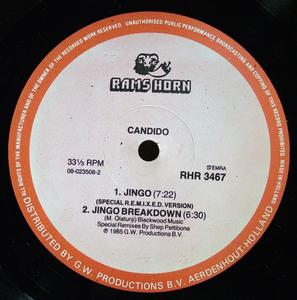 ALL RIGHTS OF THE MANUFACTURER AND OF THE OWNER OF THE RECORDED WORK RESERVED. UNAUTHORISED PUBLIC PERFORMANCE BROADCASTING AND COPYING OF THIS RECORD PROHIBITED. MADE IN HOLLAND
RAMS HORN
CANDIDO
33⅓ RPM
08-023508-2
STEMRA
RHR 3467
1. JINGO (7:22)
(SPECIAL R.E.M.I.X.E.D. VERSION)
2. JINGO BREAKDOWN (6:30)
(M. Olatunji) Blackwood Music
Special Remixes by Shep Pettibone
℗ 1985 G.W. Productions B.V.
DISTRIBUTED BY G.W. PRODUCTIONS B.V. AERDENHOUT-HOLLAND